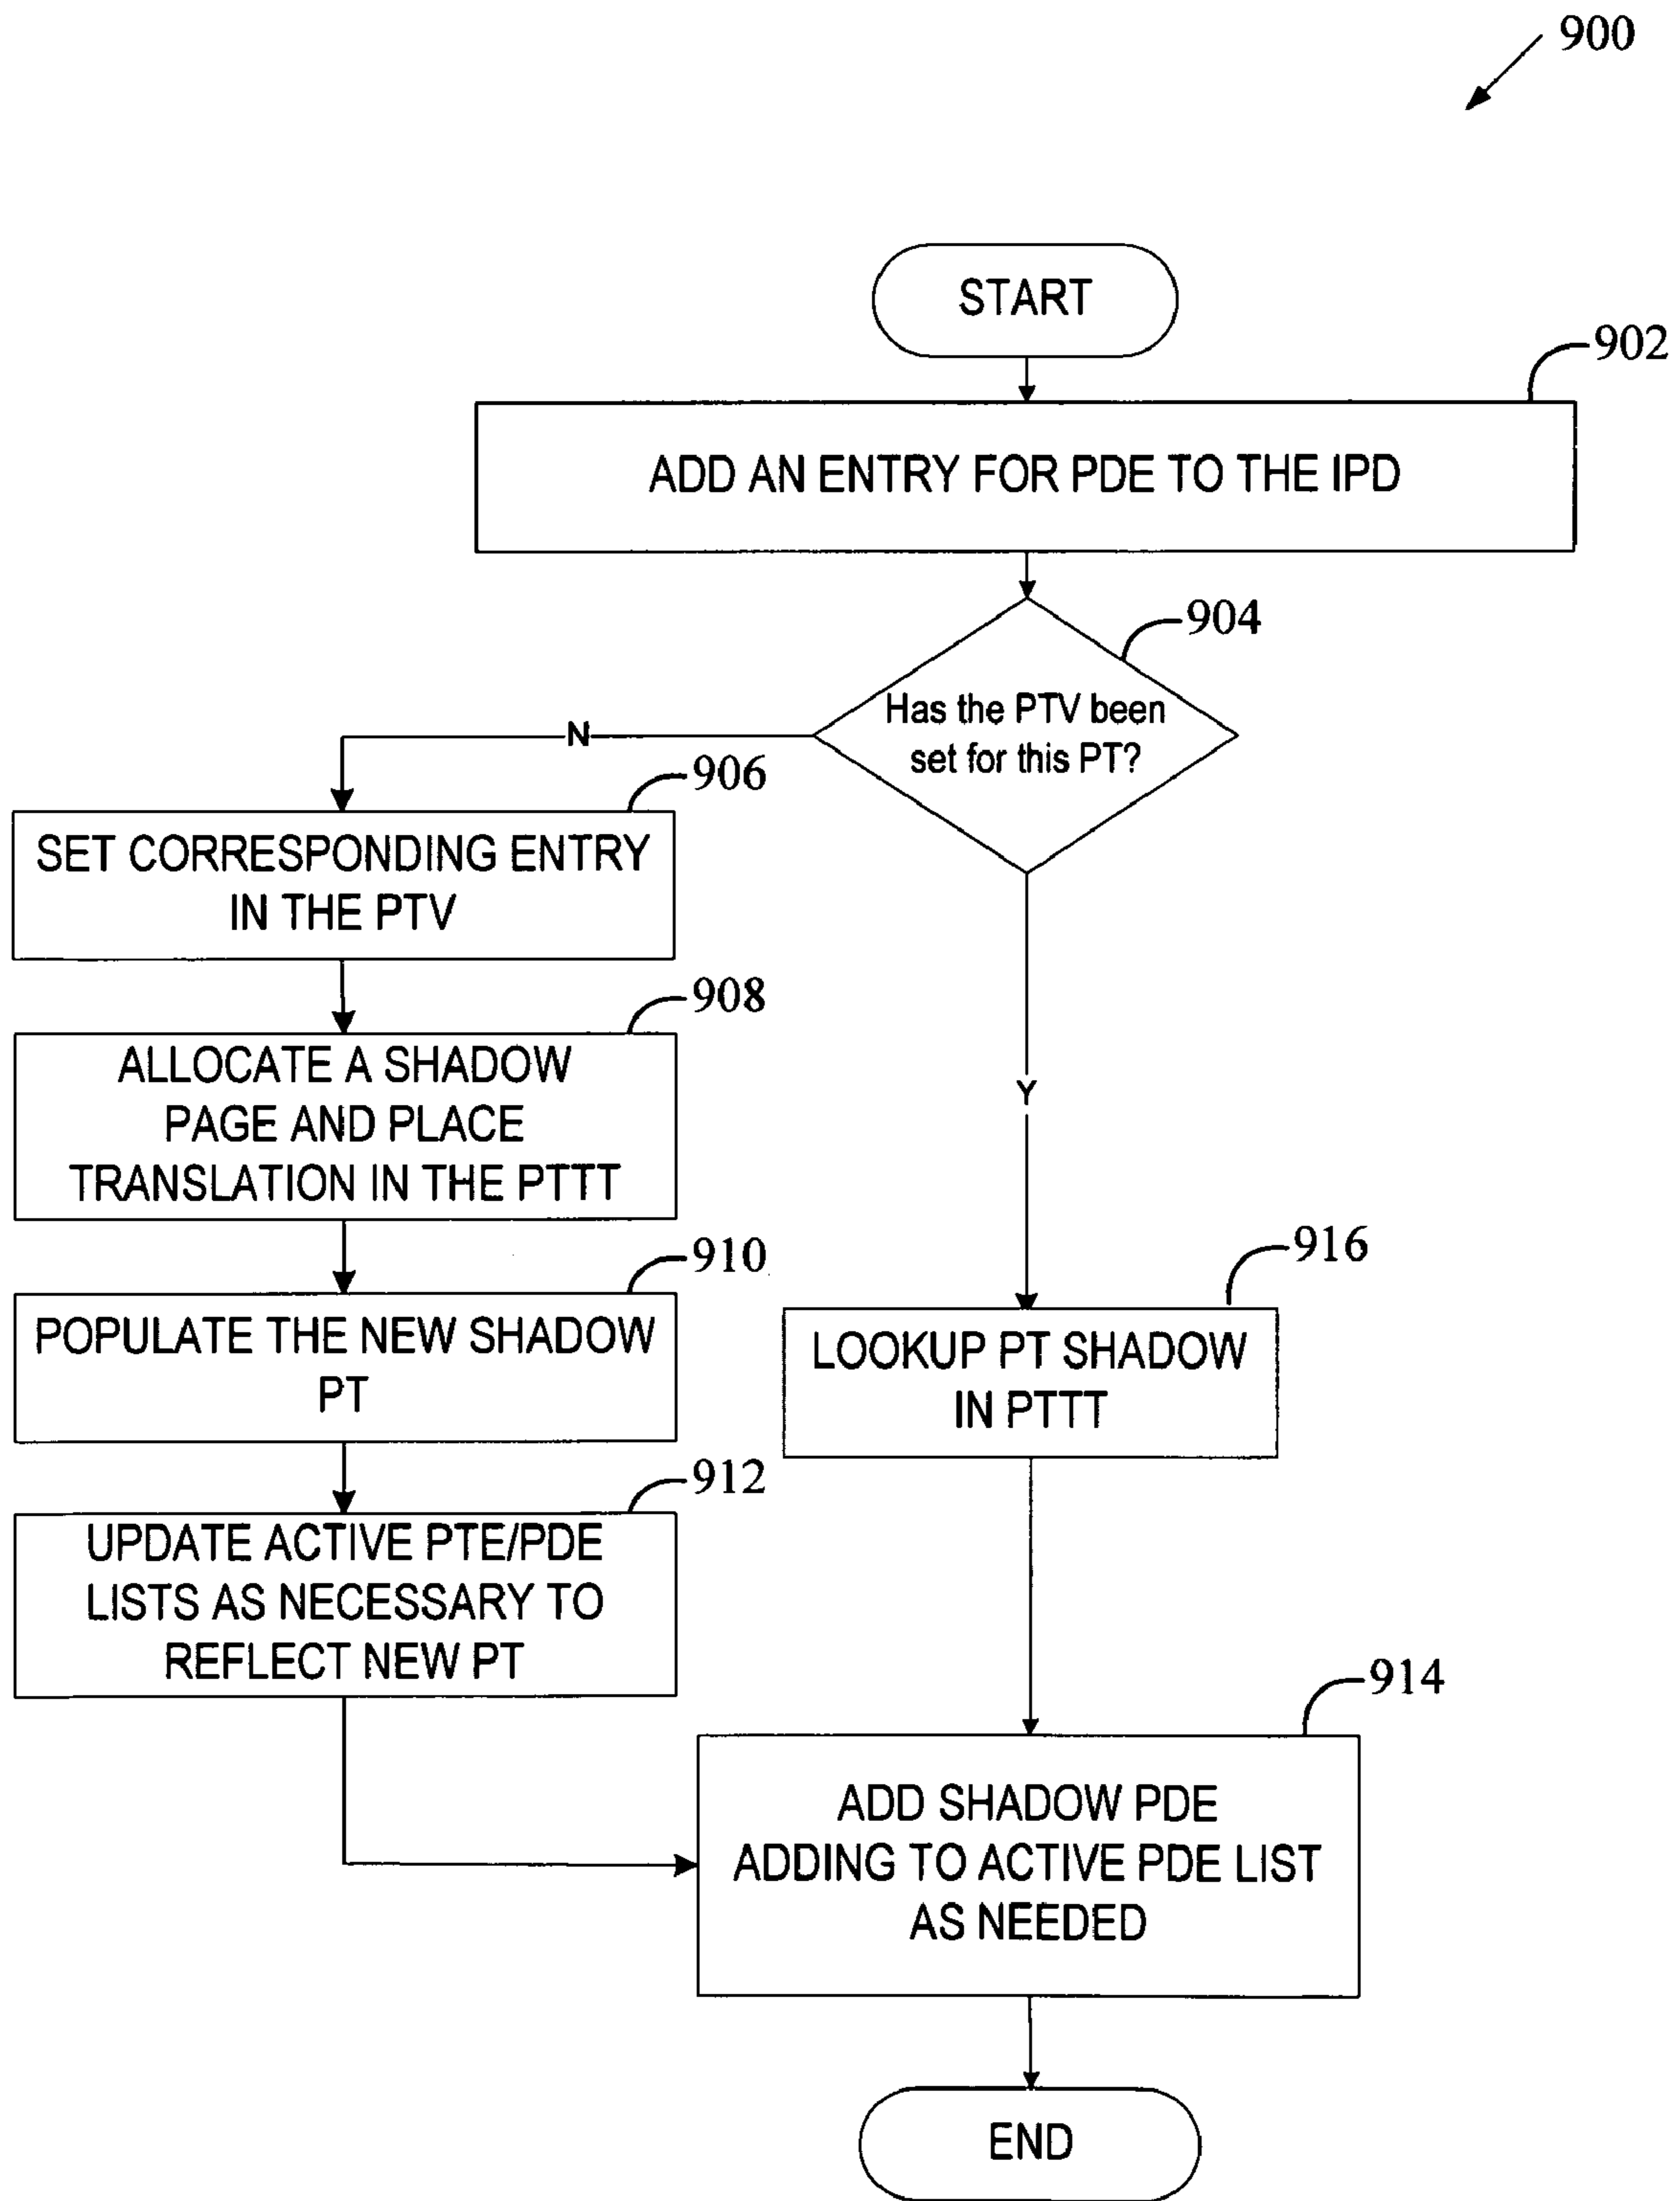 900
START
902
ADD AN ENTRY FOR PDE TO THE IPD
904
Has the PTV been
set for this PT?
N
906
SET CORRESPONDING ENTRY
IN THE PTV
908
ALLOCATE A SHADOW
PAGE AND PLACE
TRANSLATION IN THE PTTT
Y
910
POPULATE THE NEW SHADOW
PT
916
LOOKUP PT SHADOW
IN PTTT
912
UPDATE ACTIVE PTE/PDE
LISTS AS NECESSARY TO
REFLECT NEW PT
914
ADD SHADOW PDE
ADDING TO ACTIVE PDE LIST
AS NEEDED
END